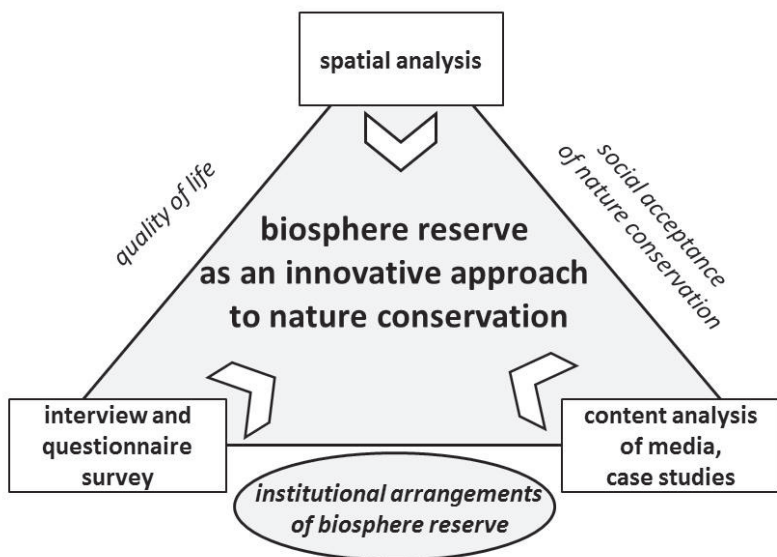 spatial analysis
quality of life
social acceptance
of nature conservation
biosphere reserve
as an innovative approach
to nature conservation
interview and
questionnaire
survey
content analysis
of media,
case studies
institutional arrangements
of biosphere reserve